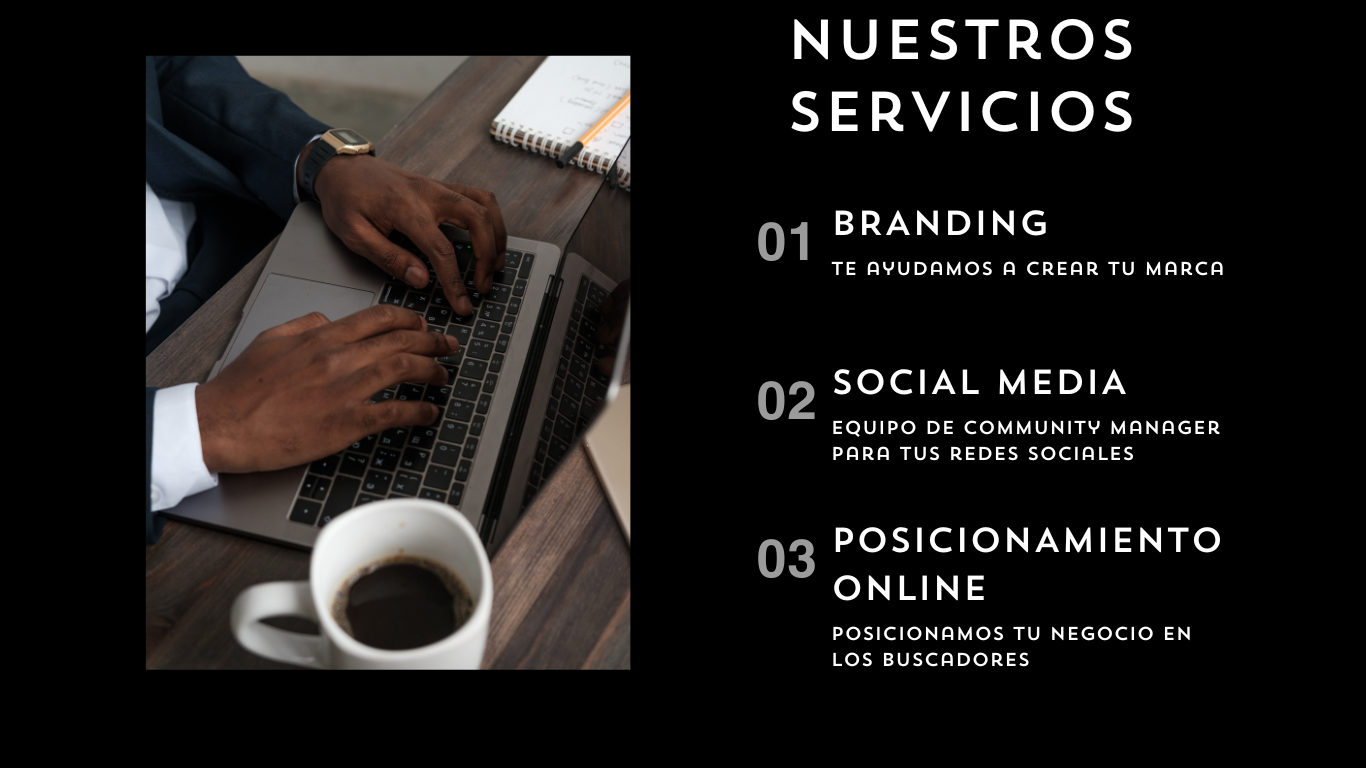 NUESTROS
SERVICIOS
01
BRANDING
TE AYUDAMOS A CREAR TU MARCA
02
SOCIAL MEDIA
EQUIPO DE COMMUNITY MANAGER
PARA TUS REDES SOCIALES
03
POSICIONAMIENTO
ONLINE
POSICIONAMOS TU NEGOCIO EN
LOS BUSCADORES